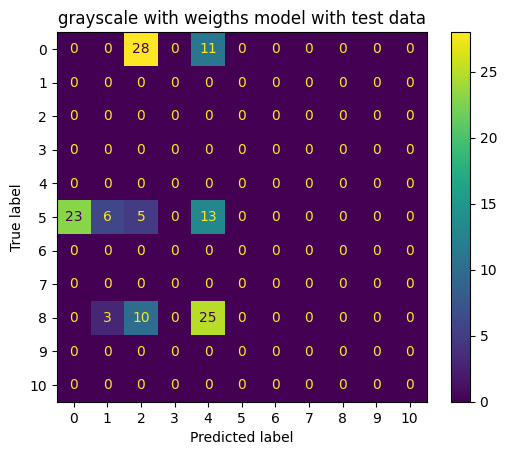 grayscale with weigths model with test data
0 0 0 28 0 11 0 0 0 0 0 0
1 0 0 0 0 0 0 0 0 0 0 0
2 0 0 0 0 0 0 0 0 0 0 0
3 0 0 0 0 0 0 0 0 0 0 0
4 0 0 0 0 0 0 0 0 0 0 0
5 23 6 5 0 13 0 0 0 0 0 0
6 0 0 0 0 0 0 0 0 0 0 0
7 0 0 0 0 0 0 0 0 0 0 0
8 0 3 10 0 25 0 0 0 0 0 0
9 0 0 0 0 0 0 0 0 0 0 0
10 0 0 0 0 0 0 0 0 0 0 0
0 1 2 3 4 5 6 7 8 9 10
True label
Predicted label
25
20
15
10
5
0